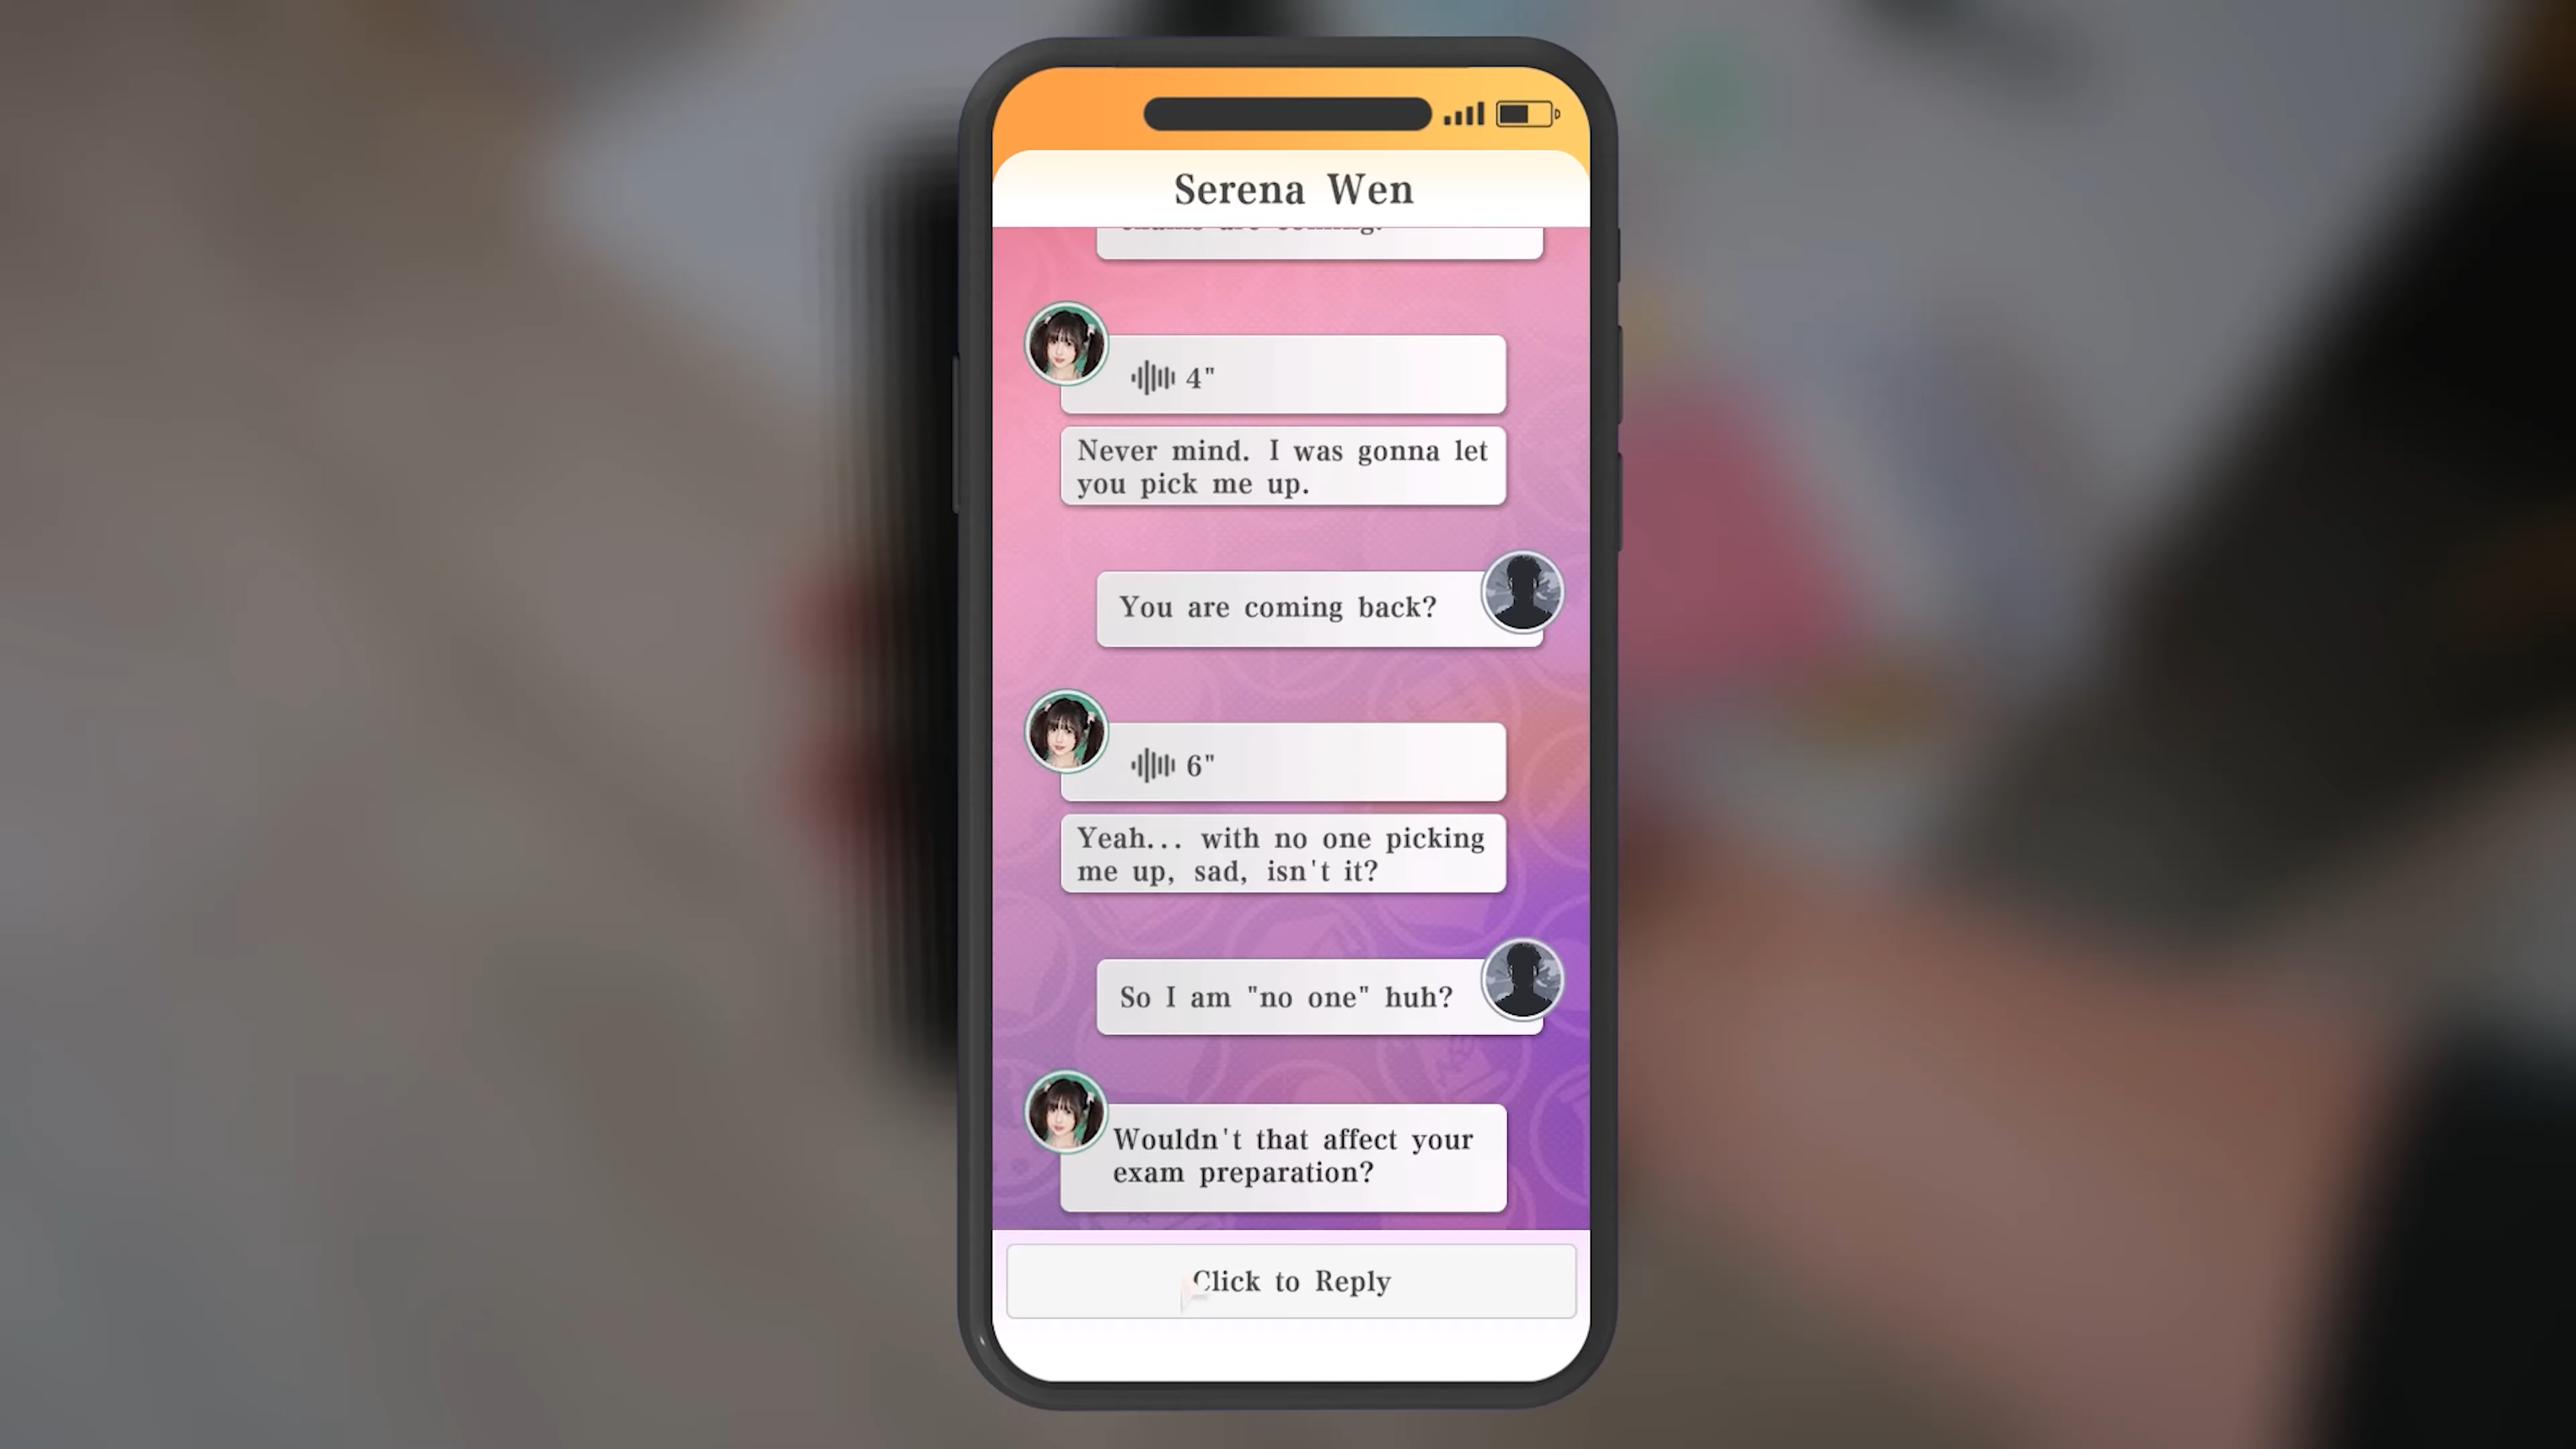 Serena Wen
4"
Never mind. I was gonna let
you pick me up.
You are coming back?
6"
Yeah... with no one picking
me up, sad, isn't it?
So I am "no one" huh?
Wouldn't that affect your
exam preparation?
Click to Reply